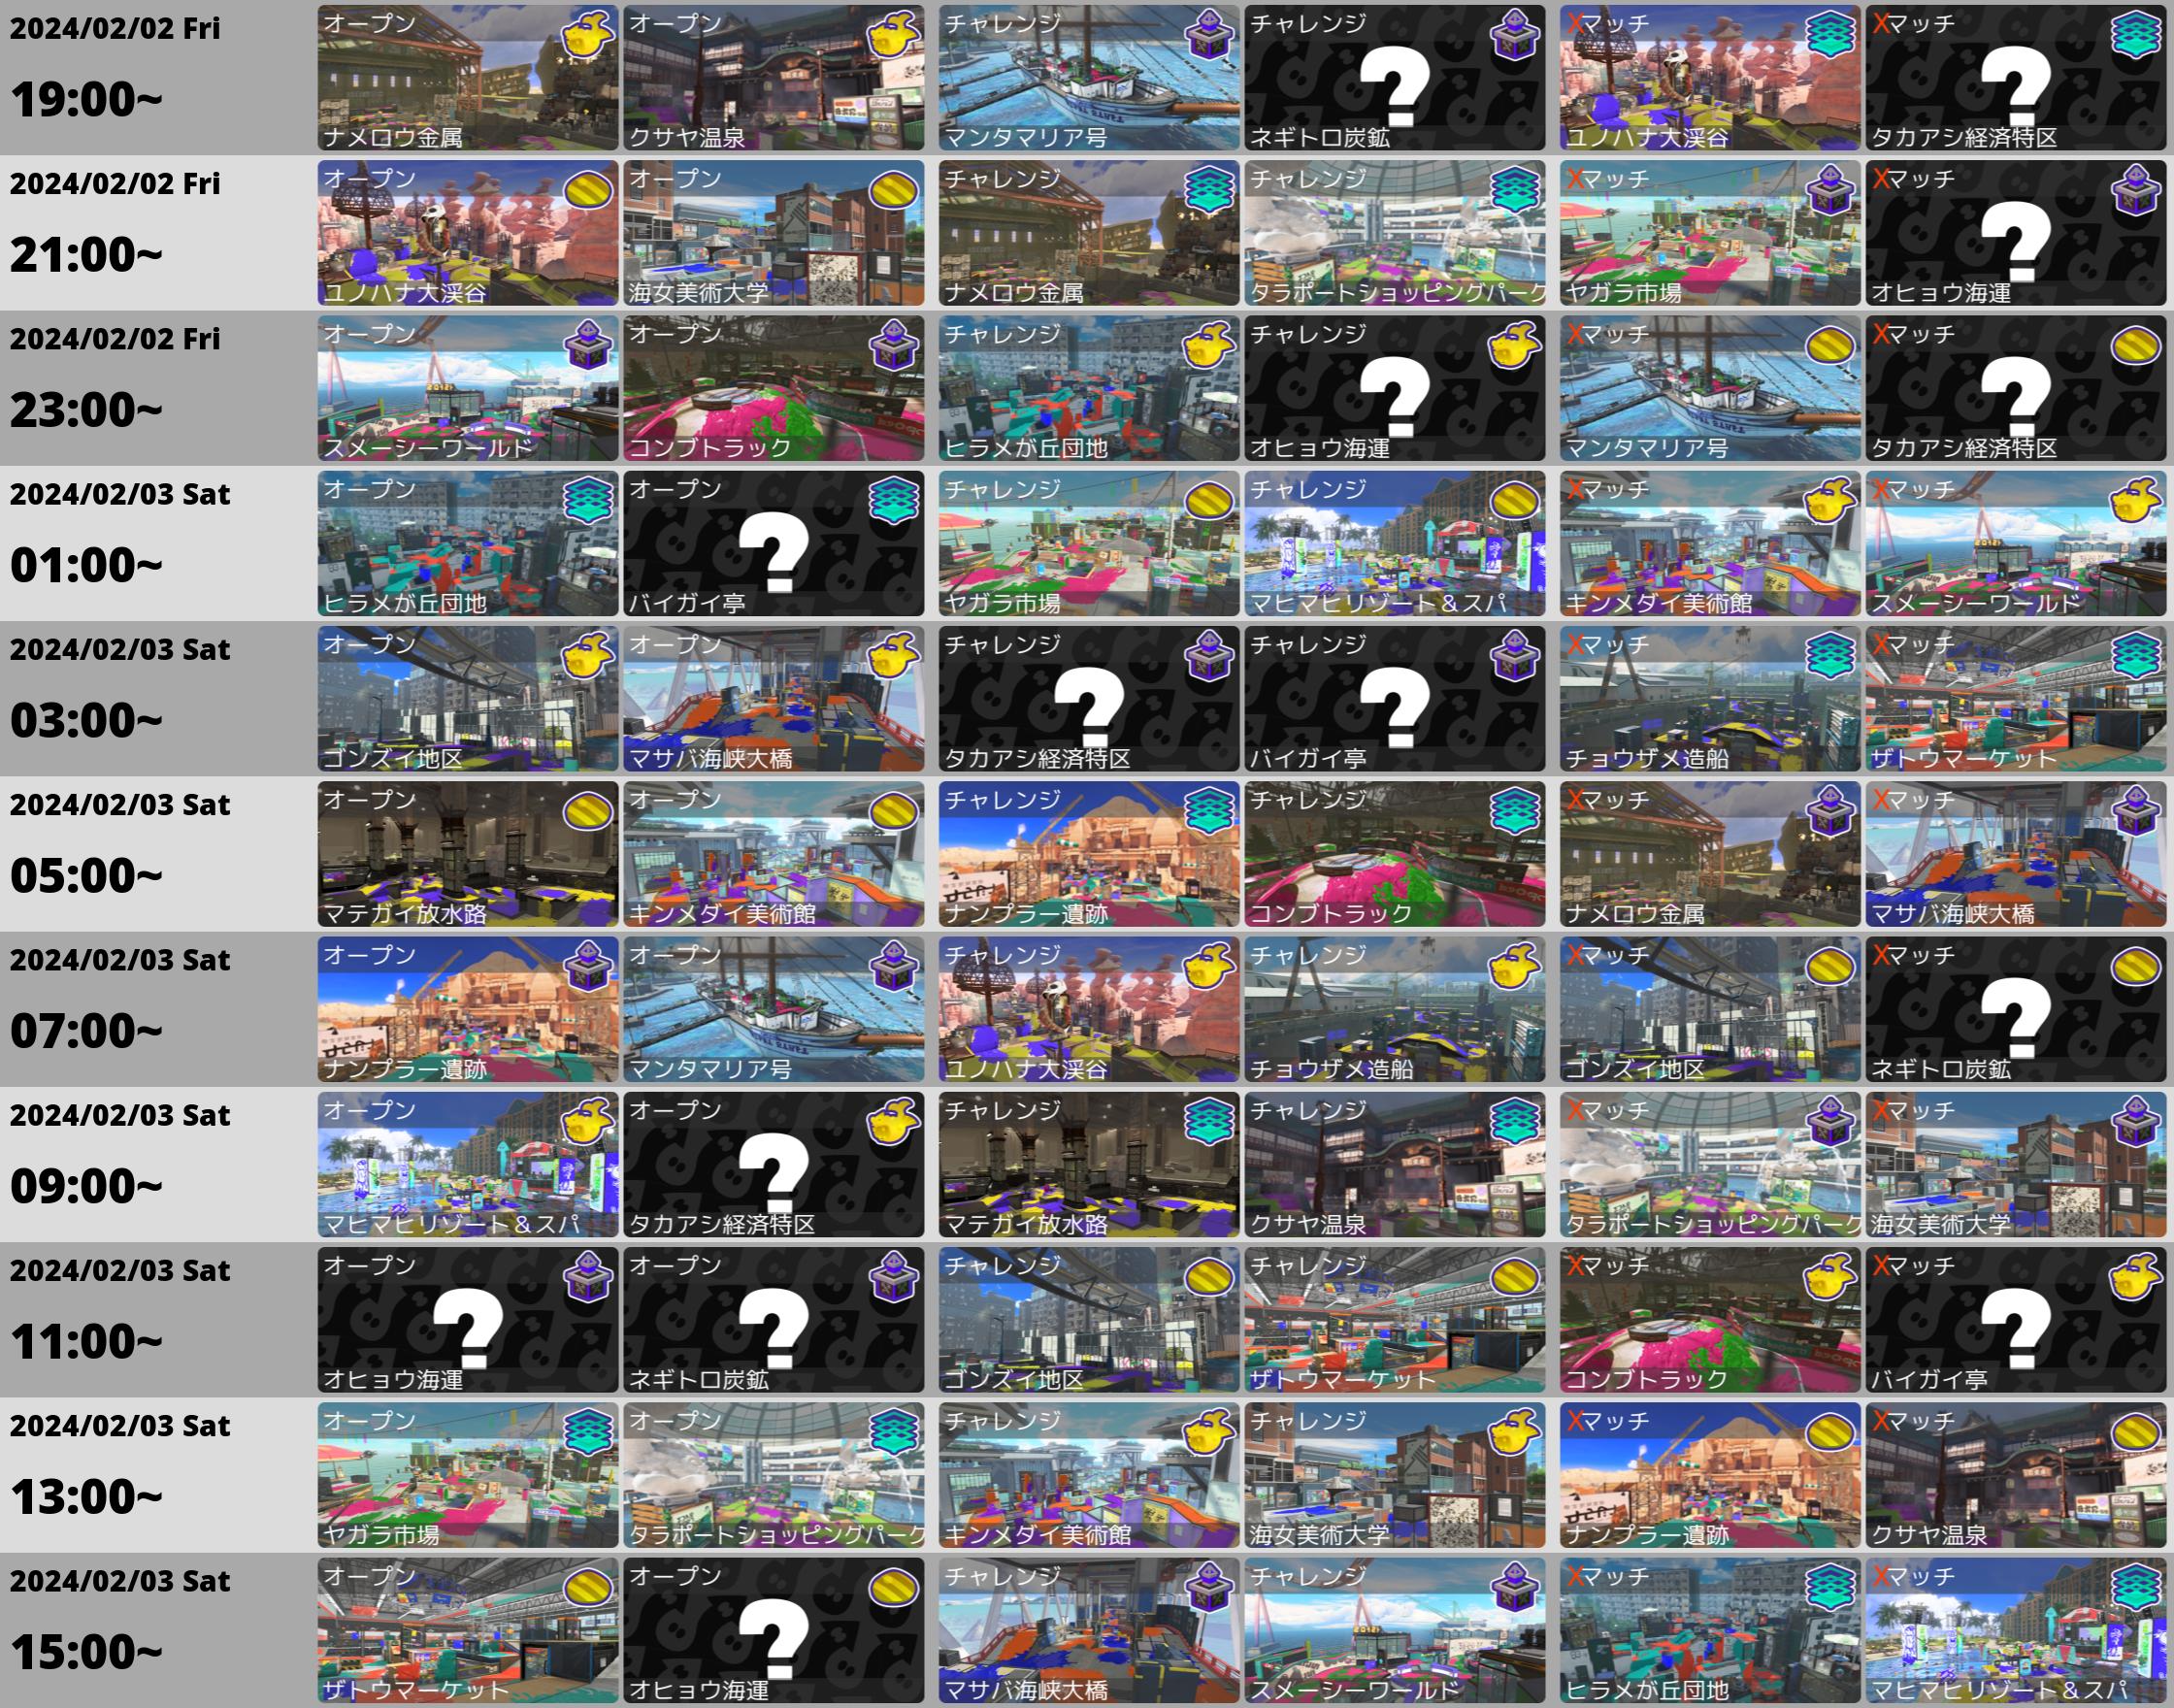 2024/02/02 Fri
19:00~
オープン
ナメロウ金属
オープン
クサヤ温泉
チャレンジ
マンタマリア号
チャレンジ
?
ネギトロ炭鉱
Xマッチ
ユノハナ大渓谷
Xマッチ
?
タカアシ経済特区
2024/02/02 Fri
21:00~
オープン
ユノハナ大渓谷
オープン
海女美術大学
チャレンジ
ナメロウ金属
チャレンジ
タラポートショッピングパーク
Xマッチ
ヤガラ市場
Xマッチ
?
オヒョウ海運
2024/02/02 Fri
23:00~
オープン
スメーシーワールド
オープン
コンブトラック
チャレンジ
ヒラメが丘団地
チャレンジ
?
オヒョウ海運
Xマッチ
マンタマリア号
Xマッチ
?
タカアシ経済特区
2024/02/03 Sat
01:00~
オープン
ヒラメが丘団地
オープン
?
バイガイ亭
チャレンジ
ヤガラ市場
チャレンジ
マヒマヒリゾート&スパ
Xマッチ
キンメダイ美術館
Xマッチ
スメーシーワールド
2024/02/03 Sat
03:00~
オープン
ゴンズイ地区
オープン
マサバ海峡大橋
チャレンジ
?
タカアシ経済特区
チャレンジ
?
バイガイ亭
Xマッチ
チョウザメ造船
Xマッチ
ザトウマーケット
2024/02/03 Sat
05:00~
オープン
マテガイ放水路
オープン
キンメダイ美術館
チャレンジ
ナンプラー遺跡
チャレンジ
コンブトラック
Xマッチ
ナメロウ金属
Xマッチ
マサバ海峡大橋
2024/02/03 Sat
07:00~
オープン
ナンプラー遺跡
オープン
マンタマリア号
チャレンジ
ユノハナ大渓谷
チャレンジ
チョウザメ造船
Xマッチ
ゴンズイ地区
Xマッチ
?
ネギトロ炭鉱
2024/02/03 Sat
09:00~
オープン
マヒマヒリゾート&スパ
オープン
?
タカアシ経済特区
チャレンジ
マテガイ放水路
チャレンジ
クサヤ温泉
Xマッチ
タラポートショッピングパーク
Xマッチ
海女美術大学
2024/02/03 Sat
11:00~
オープン
?
オヒョウ海運
オープン
?
ネギトロ炭鉱
チャレンジ
ゴンズイ地区
チャレンジ
ザトウマーケット
Xマッチ
コンブトラック
Xマッチ
?
バイガイ亭
2024/02/03 Sat
13:00~
オープン
ヤガラ市場
オープン
タラポートショッピングパーク
チャレンジ
キンメダイ美術館
チャレンジ
海女美術大学
Xマッチ
ナンプラー遺跡
Xマッチ
クサヤ温泉
2024/02/03 Sat
15:00~
オープン
ザトウマーケット
オープン
?
オヒョウ海運
チャレンジ
マサバ海峡大橋
チャレンジ
スメーシーワールド
Xマッチ
ヒラメが丘団地
Xマッチ
マヒマヒリゾート&スパ